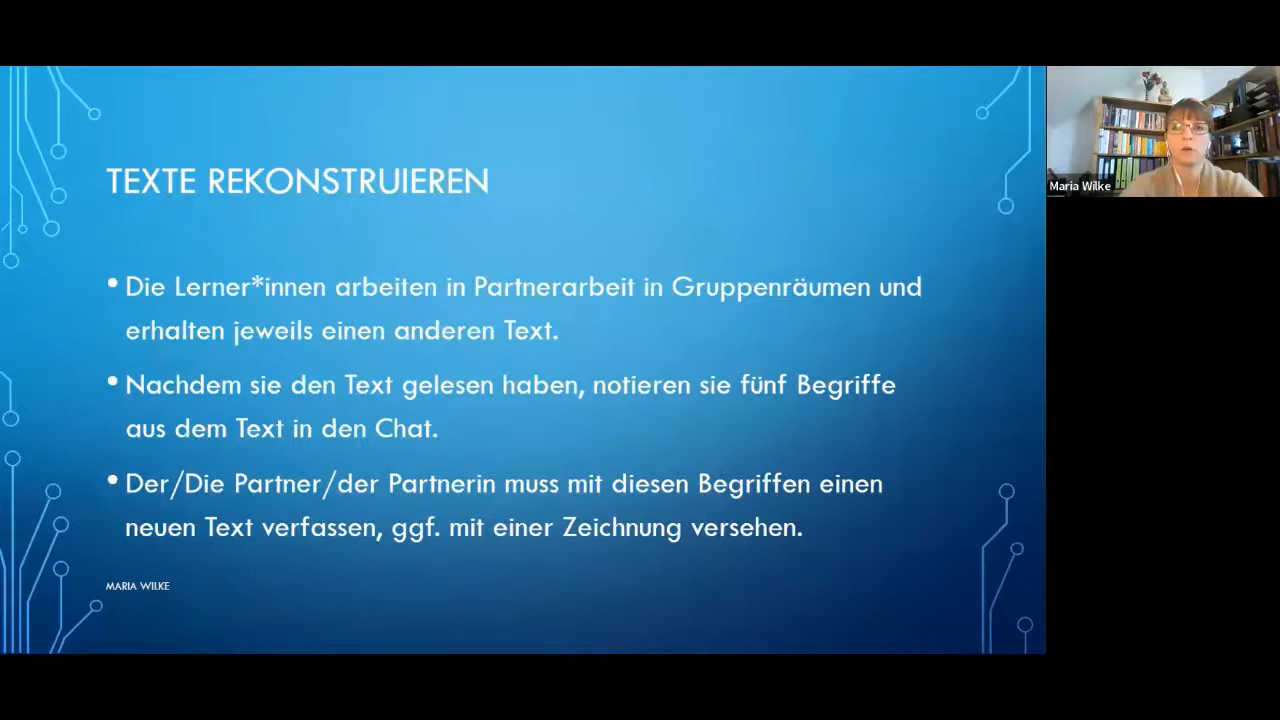 TEXTE REKONSTRUIEREN
• Die Lerner*innen arbeiten in Partnerarbeit in Gruppenräumen und
erhalten jeweils einen anderen Text.
• Nachdem sie den Text gelesen haben, notieren sie fünf Begriffe
aus dem Text in den Chat.
• Der/Die Partner/der Partnerin muss mit diesen Begriffen einen
neuen Text verfassen, ggf. mit einer Zeichnung versehen.
MARIA WILKE
Maria Wilke